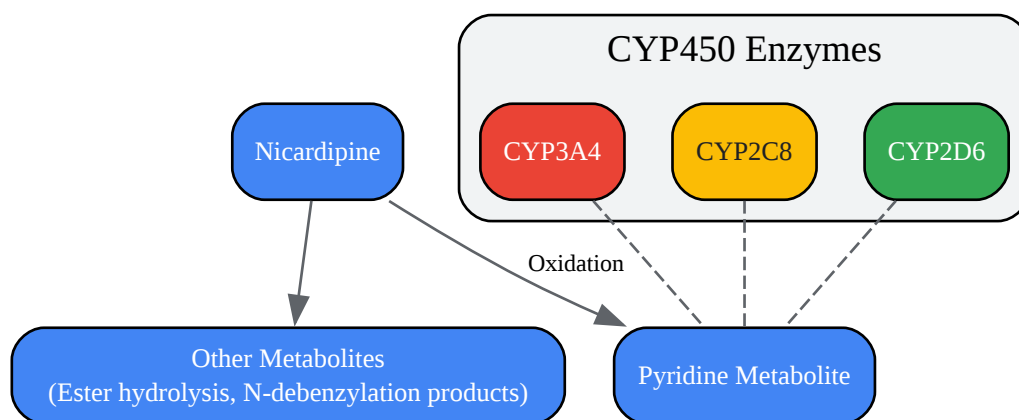 CYP450 Enzymes
Nicardipine
CYP3A4
CYP2C8
CYP2D6
Oxidation
Other Metabolites
(Ester hydrolysis, N-debenzylation products)
Pyridine Metabolite